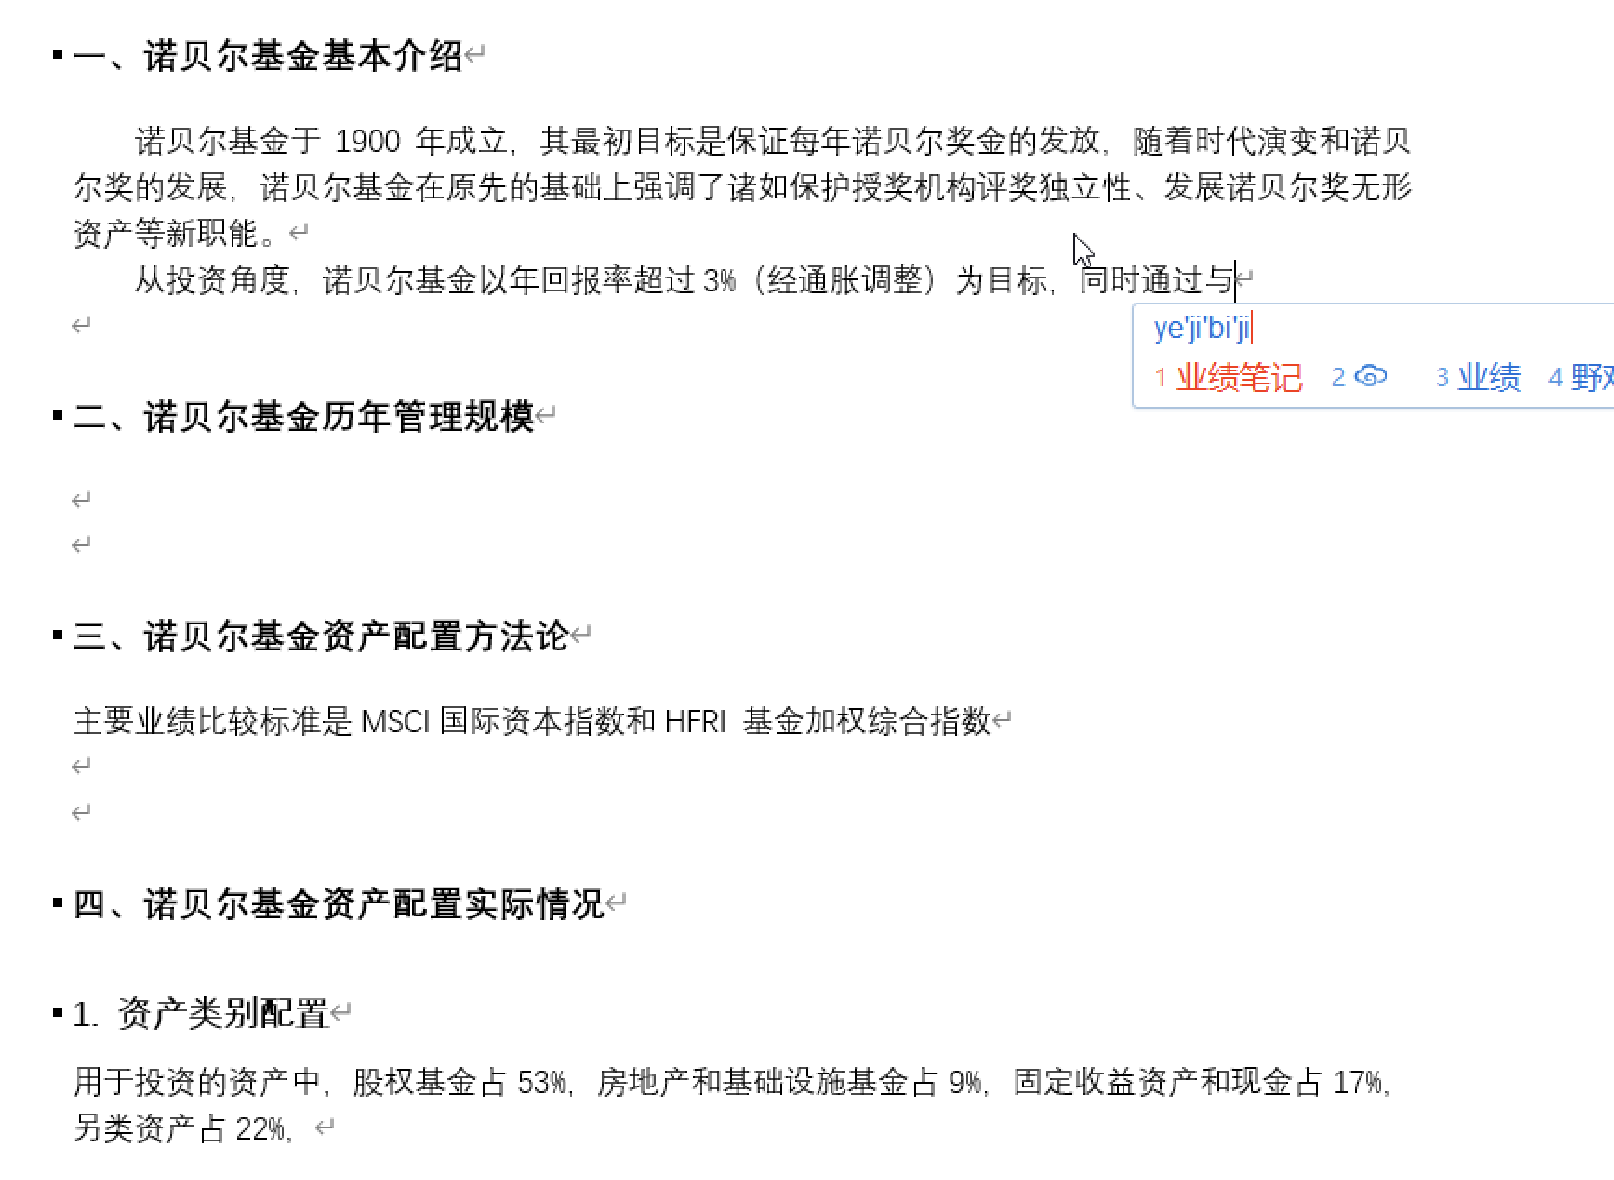 一、诺贝尔基金基本介绍
诺贝尔基金于 1900 年成立，其最初目标是保证每年诺贝尔奖金的发放，随着时代演变和诺贝
尔奖的发展，诺贝尔基金在原先的基础上强调了诸如保护授奖机构评奖独立性、发展诺贝尔奖无形
资产等新职能。
从投资角度，诺贝尔基金以年回报率超过 3%（经通胀调整）为目标，同时通过与
ye'ji'bi'ji
1 业绩笔记 2 3 业绩 4 野鸡
二、诺贝尔基金历年管理规模
三、诺贝尔基金资产配置方法论
主要业绩比较标准是 MSCI 国际资本指数和 HFRI 基金加权综合指数
四、诺贝尔基金资产配置实际情况
1. 资产类别配置
用于投资的资产中，股权基金占 53%，房地产和基础设施基金占 9%，固定收益资产和现金占 17%，
另类资产占 22%，